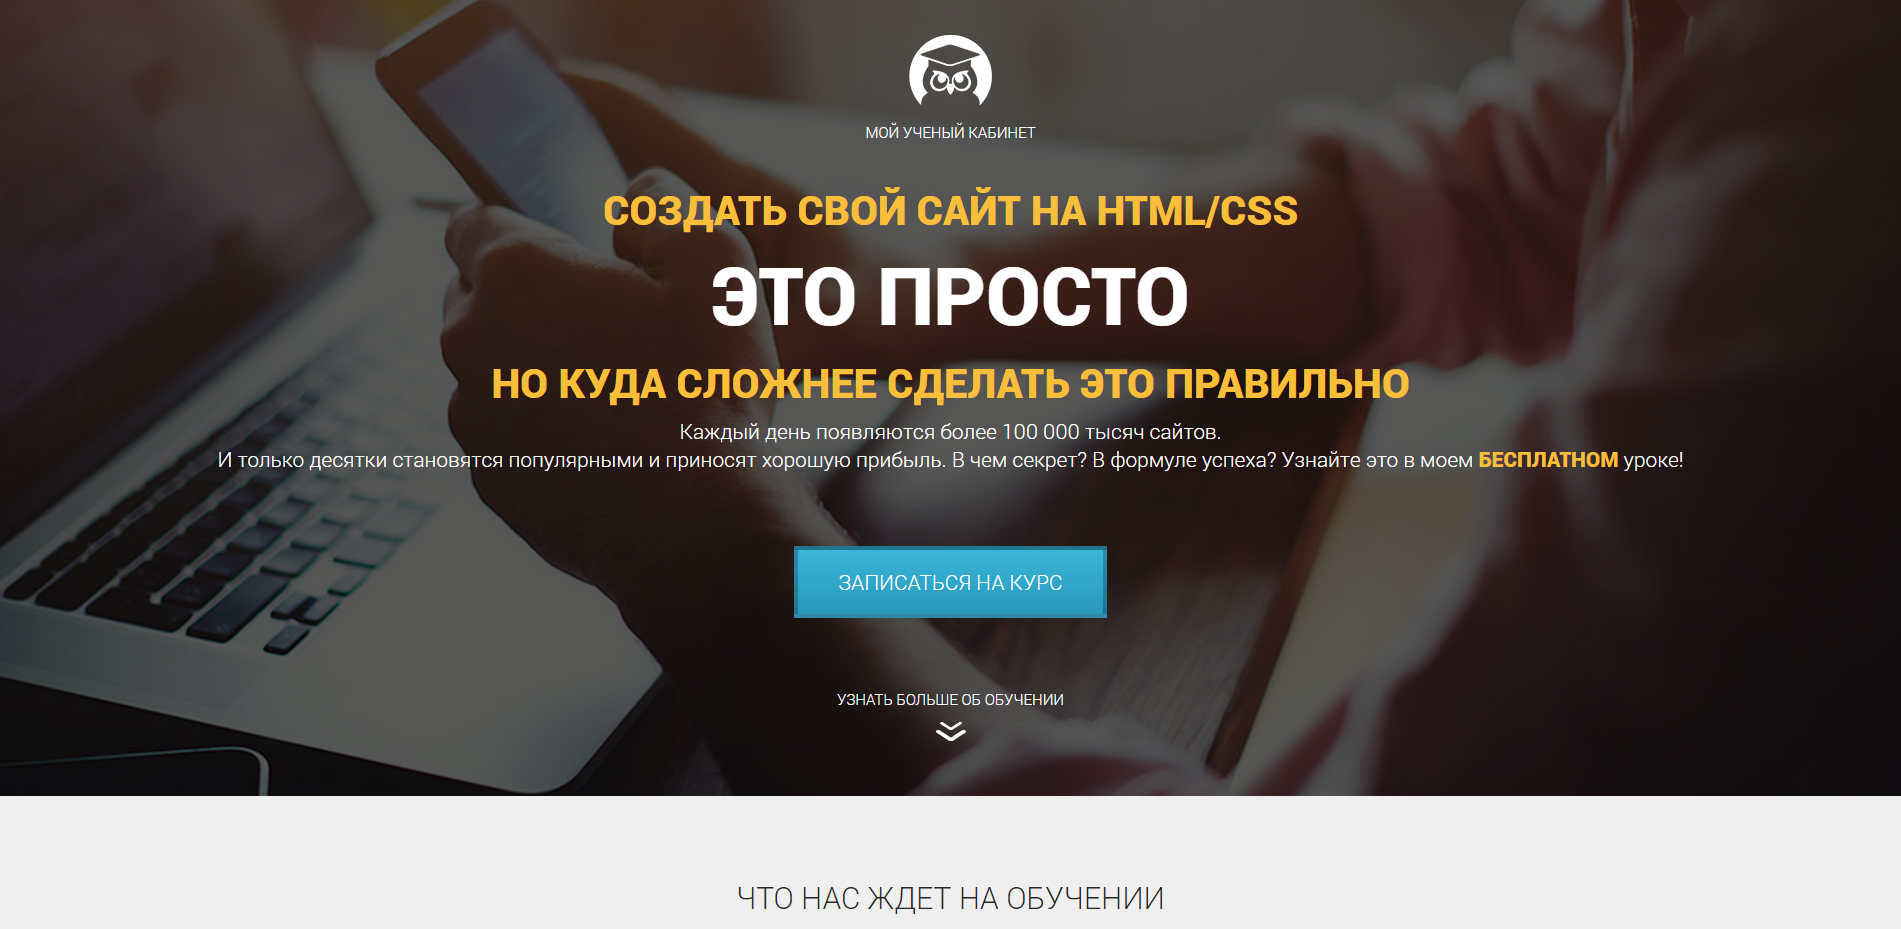 МОЙ УЧЕНЫЙ КАБИНЕТ
СОЗДАТЬ СВОЙ САЙТ НА HTML/CSS
ЭТО ПРОСТО
НО КУДА СЛОЖНЕЕ СДЕЛАТЬ ЭТО ПРАВИЛЬНО
Каждый день появляются более 100 000 тысяч сайтов.
И только десятки становятся популярными и приносят хорошую прибыль. В чем секрет? В формуле успеха? Узнайте это в моем БЕСПЛАТНОМ уроке!
ЗАПИСАТЬСЯ НА КУРС
УЗНАТЬ БОЛЬШЕ ОБ ОБУЧЕНИИ
ЧТО НАС ЖДЕТ НА ОБУЧЕНИИ